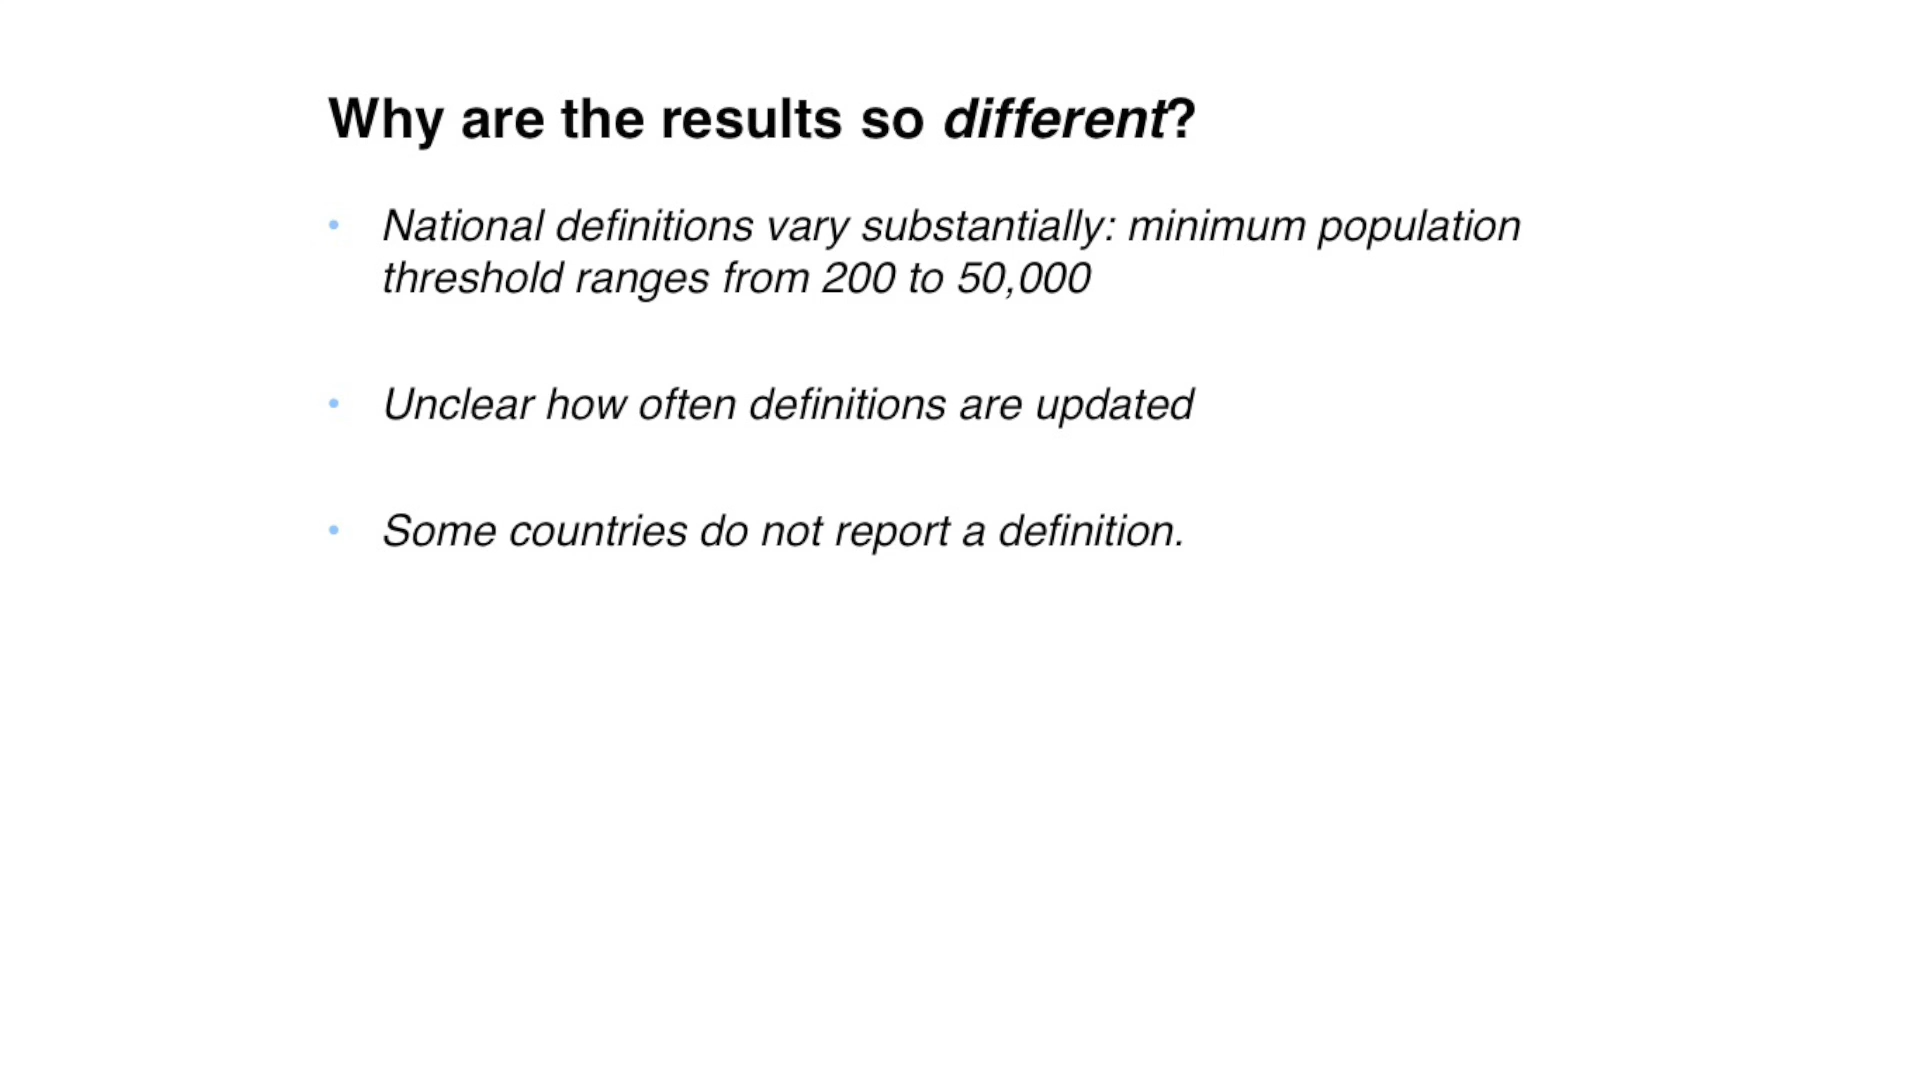 Why are the results so different?
• National definitions vary substantially: minimum population
threshold ranges from 200 to 50,000
• Unclear how often definitions are updated
• Some countries do not report a definition.